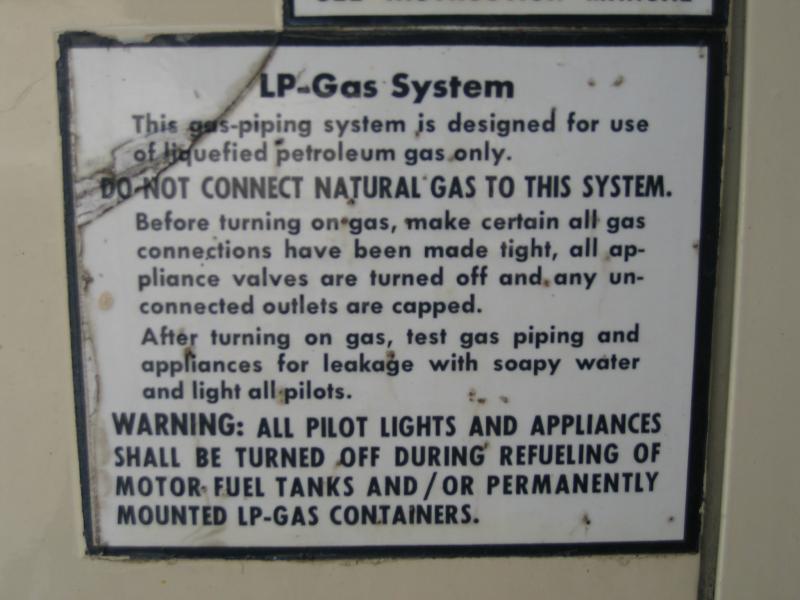 SEE INSTRUCTION MANUAL
LP-Gas System
This gas-piping system is designed for use
of liquefied petroleum gas only.
DO NOT CONNECT NATURAL GAS TO THIS SYSTEM.
Before turning on gas, make certain all gas
connections have been made tight, all ap-
pliance valves are turned off and any un-
connected outlets are capped.
After turning on gas, test gas piping and
appliances for leakage with soapy water
and light all pilots.
WARNING: ALL PILOT LIGHTS AND APPLIANCES
SHALL BE TURNED OFF DURING REFUELING OF
MOTOR FUEL TANKS AND/OR PERMANENTLY
MOUNTED LP-GAS CONTAINERS.